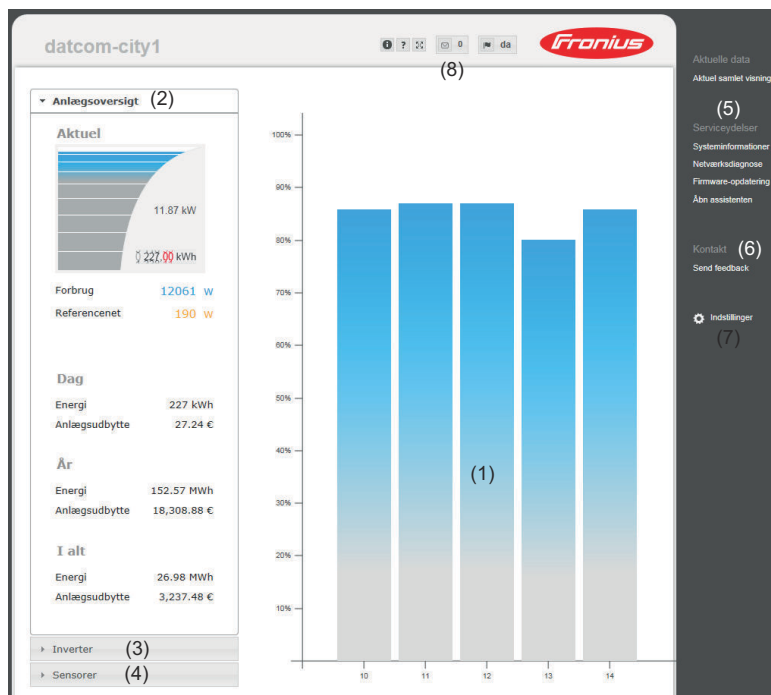 datcom-city1
i ? 0 da
Fronius
(8)
Anlægsoversigt (2)
Aktuel
11.87 kW
0 227.00 kWh
Forbrug 12061 W
Referencenet 190 W
Dag
Energi 227 kWh
Anlægsudbytte 27.24 €
År
Energi 152.57 MWh
Anlægsudbytte 18,308.88 €
I alt
Energi 26.98 MWh
Anlægsudbytte 3,237.48 €
Inverter (3)
Sensorer (4)
100%
90%
80%
70%
60%
50%
40%
30%
20%
10%
(1)
10 11 12 13 14
Aktuelle data
Aktuel samlet visning
(5)
Serviceydelser
Systeminformationer
Netværksdiagnose
Firmware-opdatering
Åbn assistenten
Kontakt (6)
Send feedback
Indstillinger
(7)